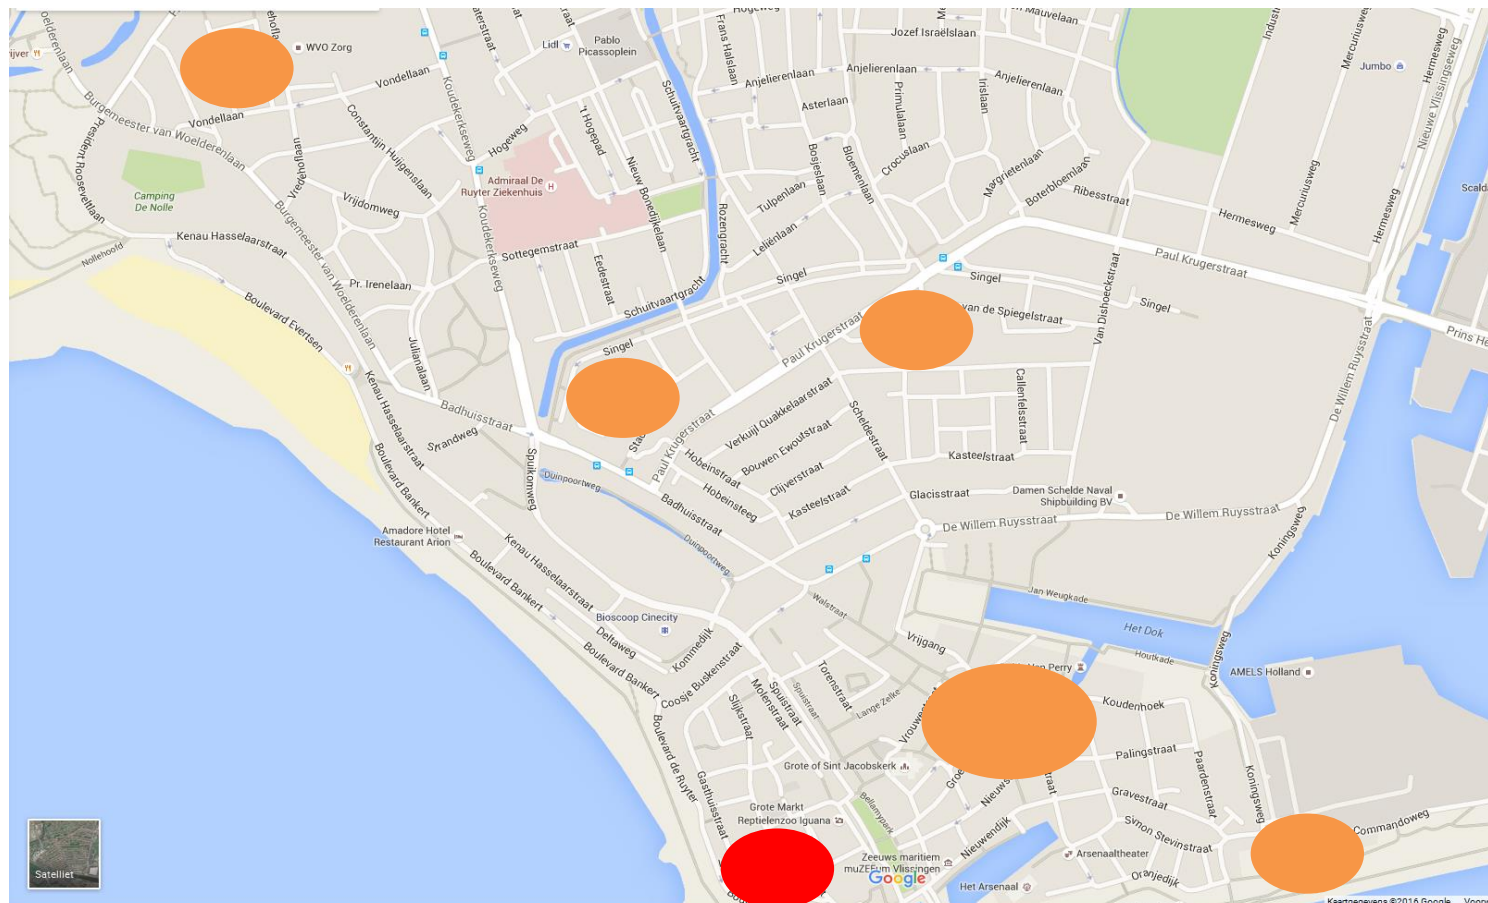 WVO Zorg
Lidl
Pablo
Picassoplein
Hogeweg
Frans Halslaan
Jozef Israëlslaan
Mauvelaan
Mercuriusweg
Hermesweg
Jumbo
Nieuwe Vlissingseweg
Burgemeester van Woelderenlaan
Vondellaan
Vondellaan
Koudekerkseweg
Constantijn Huijgenslaan
Hogeweg
't Hogepad
Schuitvaartgracht
Anjelierenlaan
Anjelierenlaan
Anjelierenlaan
Asterlaan
Primulalaan
Irislaan
Bosjeslaan
Bloemenlaan
Crocuslaan
Margrietenlaan
Boterbloemlaan
Ribesstraat
Hermesweg
Mercuriusweg
Hermesweg
President Rooseveltlaan
Camping
De Nolle
Vredehoflaan
Vrijdomweg
Admiraal De
Ruyter Ziekenhuis
Nieuw Bonedijkelaan
Tulpenlaan
Leliënlaan
Rozengracht
Nollehoofd
Kenau Hasselaarstraat
Burgemeester van Woelderenlaan
Koudekerkseweg
Sottegemstraat
Eedestraat
Schuitvaartgracht
Singel
Singel
Singel
Paul Krugerstraat
Boulevard Evertsen
Pr. Irenelaan
Julianalaan
Singel
Paul Krugerstraat
van de Spiegelstraat
Van Dishoeckstraat
De Willem Ruysstraat
Kenau Hasselaarstraat
Badhuisstraat
Strandweg
Paul Krugerstraat
Verkuijl Quakkelaarstraat
Bouwen Ewoutstraat
Scheldestraat
Callenfelsstraat
Kasteelstraat
Boulevard Bankert
Spuikomweg
Duinpoortweg
Hobeinstraat
Hobeinsteeg
Clijverstraat
Kasteelstraat
Badhuisstraat
Glacisstraat
Damen Schelde Naval
Shipbuilding BV
De Willem Ruysstraat
De Willem Ruysstraat
Koningsweg
Amadore Hotel
Restaurant Arion
Kenau Hasselaarstraat
Duinpoortweg
Boulevard Bankert
Walstraat
Jan Weugkade
Het Dok
Houtkade
Koningsweg
Bioscoop Cinecity
Deltaweg
Kommedijk
Vrijgang
Perry
AMELS Holland
Boulevard Bankert
Coosje Buskenstraat
Torenstraat
Lange Zelke
Koudenhoek
Slijkstraat
Molenstraat
Spuistraat
Spuistraat
Boulevard de Ruyter
Grote of Sint Jacobskerk
Palingstraat
Paardenstraat
Koningsweg
Gasthuisstraat
Grote Markt
Reptielenzoo Iguana
Bellamypark
Nieuwendijk
Gravestraat
Simon Stevinstraat
Commandoweg
Zeeuws maritiem
muZEEum Vlissingen
Google
Arsenaaltheater
Het Arsenaal
Oranjedijk
Satelliet
Kaartgegevens ©2016 Google